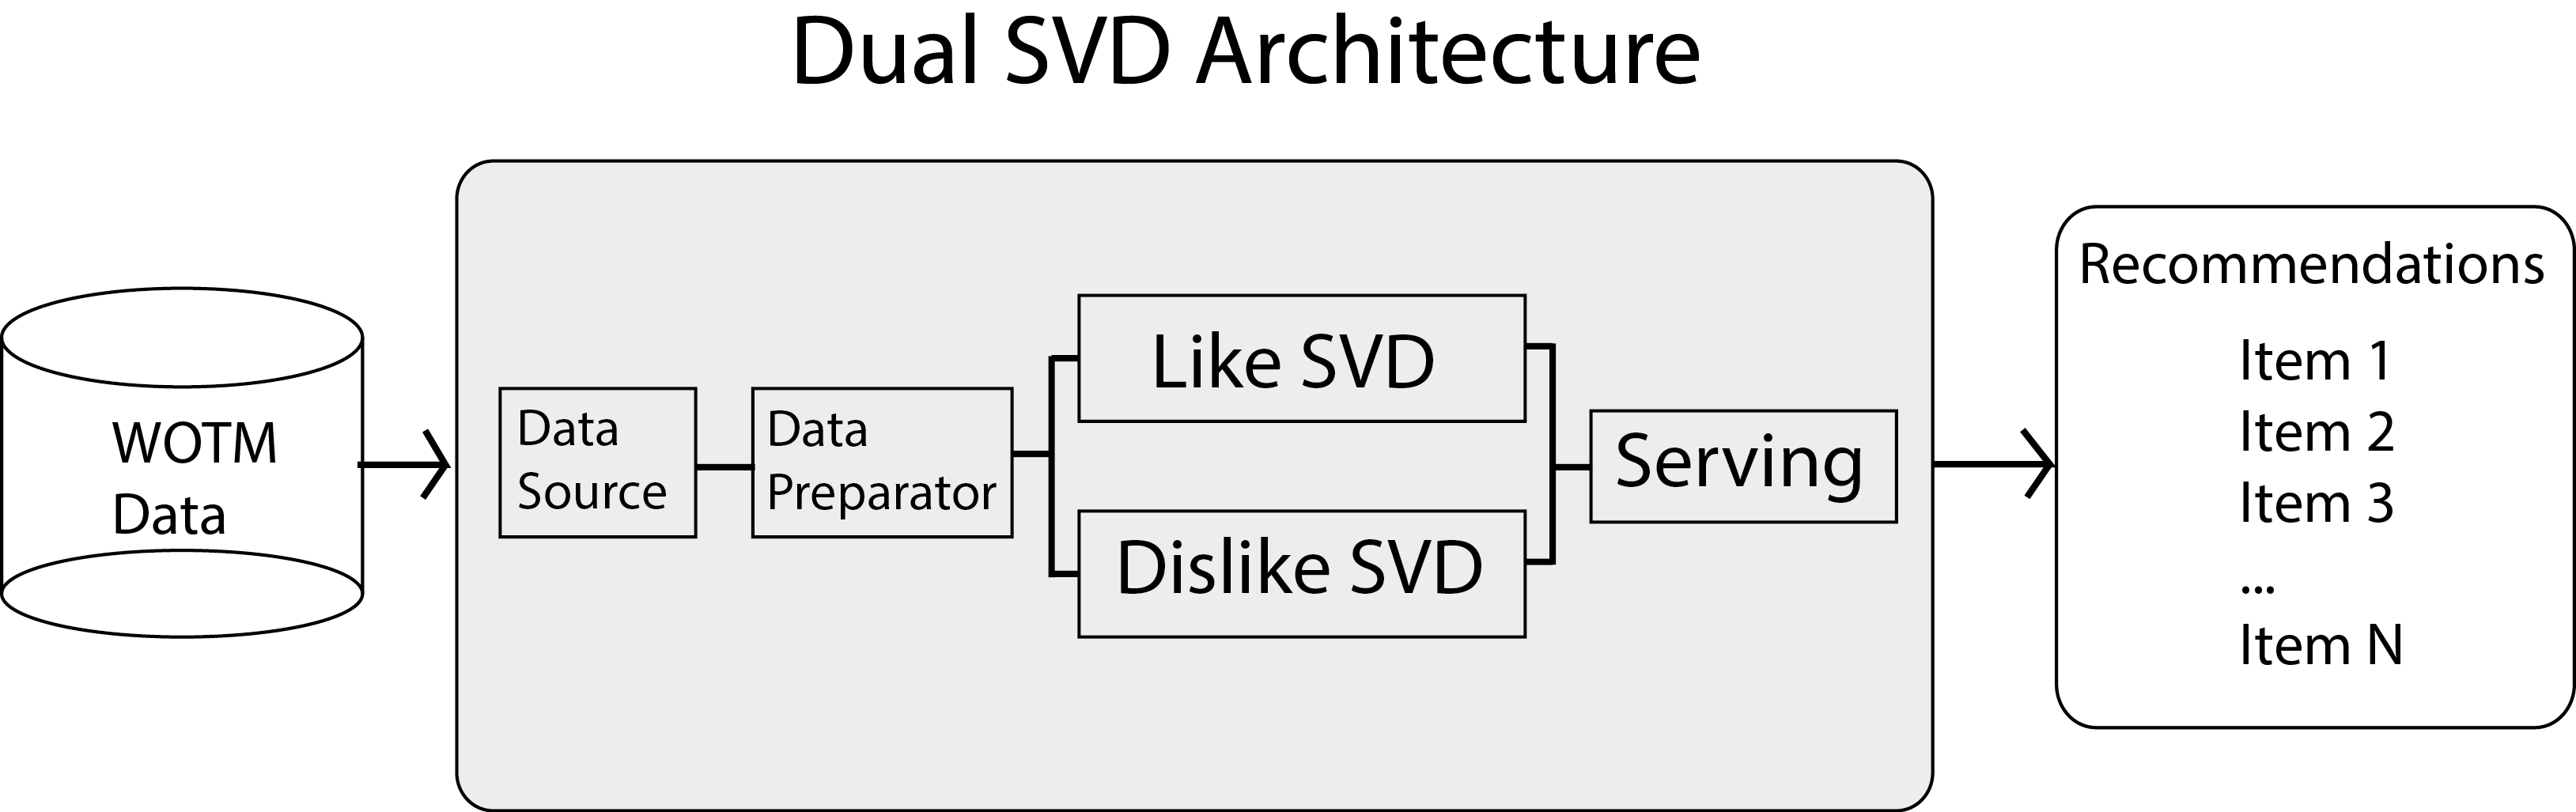 Dual SVD Architecture
WOTM
Data
Data
Source
Data
Preparator
Like SVD
Dislike SVD
Serving
Recommendations
Item 1
Item 2
Item 3
...
Item N